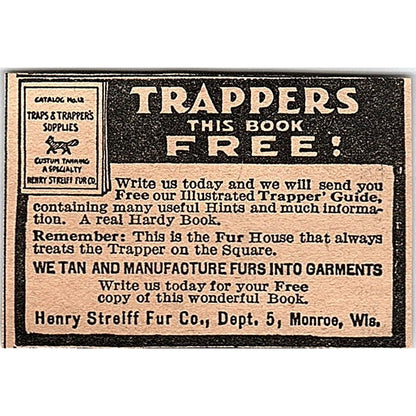 CATALOG No. 12
TRAPS & TRAPPER'S
SUPPLIES
CUSTOM TANNING
A SPECIALTY
HENRY STREIFF FUR CO.
TRAPPERS
THIS BOOK
FREE!
Write us today and we will send you
Free our Illustrated Trapper' Guide,
containing many useful Hints and much informa-
tion. A real Hardy Book.
Remember: This is the Fur House that always
treats the Trapper on the Square.
WE TAN AND MANUFACTURE FURS INTO GARMENTS
Write us today for your Free
copy of this wonderful Book.
Henry Streiff Fur Co., Dept. 5, Monroe, Wis.